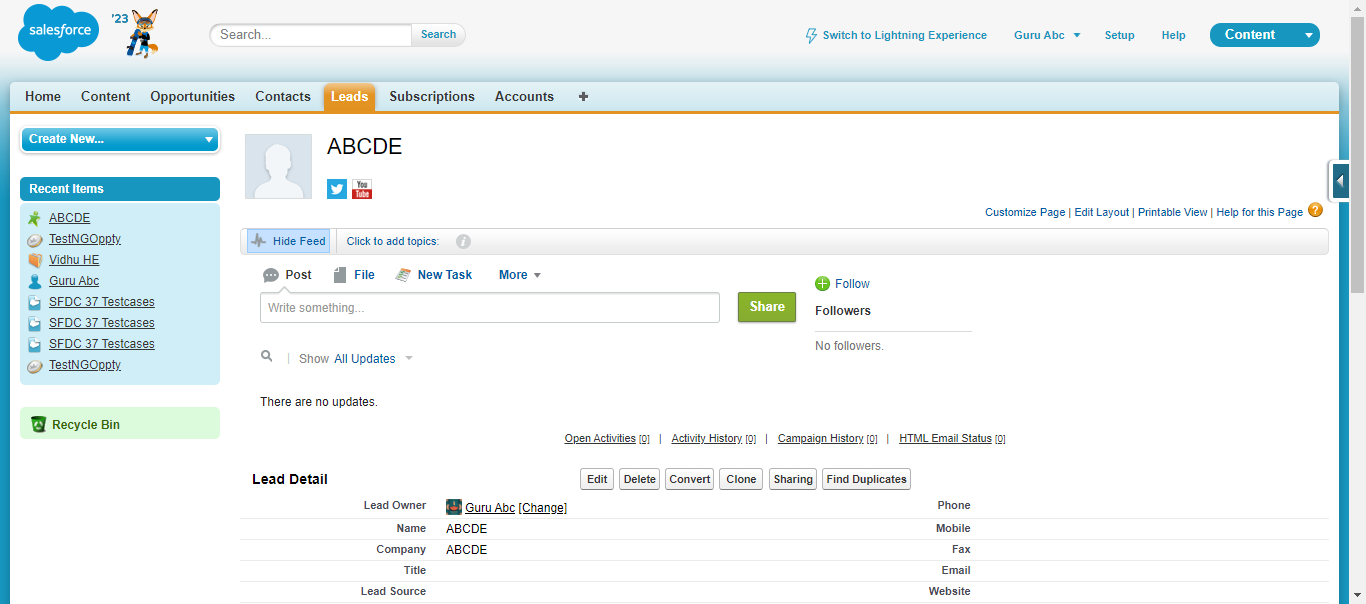 salesforce '23
Search... Search
Switch to Lightning Experience Guru Abc Setup Help Content
Home Content Opportunities Contacts Leads Subscriptions Accounts +
Create New...
Recent Items
ABCDE
TestNGOppty
Vidhu HE
Guru Abc
SFDC 37 Testcases
SFDC 37 Testcases
SFDC 37 Testcases
TestNGOppty
Recycle Bin
ABCDE
You Tube
Customize Page | Edit Layout | Printable View | Help for this Page ?
Hide Feed Click to add topics: i
Post File New Task More
Write something... Share
Follow
Followers
No followers.
Show All Updates
There are no updates.
Open Activities [0] | Activity History [0] | Campaign History [0] | HTML Email Status [0]
Lead Detail Edit Delete Convert Clone Sharing Find Duplicates
Lead Owner Guru Abc [Change] Phone
Name ABCDE Mobile
Company ABCDE Fax
Title Email
Lead Source Website